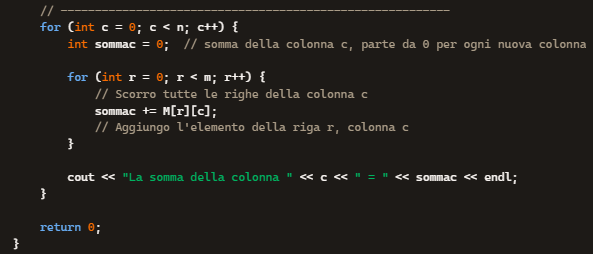 // ---------------------------------------------------------
for (int c = 0; c < n; c++) {
int sommac = 0;  // somma della colonna c, parte da 0 per ogni nuova colonna
for (int r = 0; r < m; r++) {
// Scorro tutte le righe della colonna c
sommac += M[r][c];
// Aggiungo l'elemento della riga r, colonna c
}
cout << "La somma della colonna " << c << " = " << sommac << endl;
}
return 0;
}